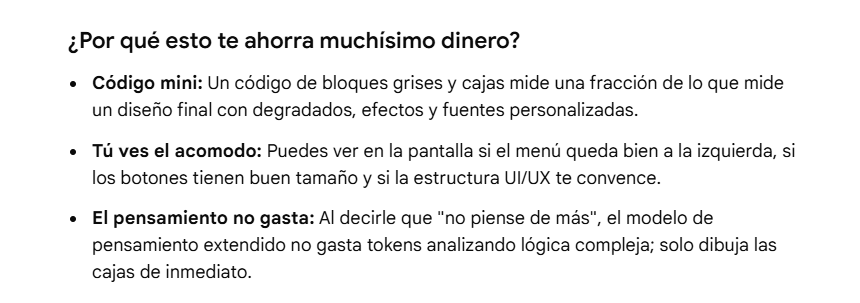 ¿Por qué esto te ahorra muchísimo dinero?
• Código mini: Un código de bloques grises y cajas mide una fracción de lo que mide
un diseño final con degradados, efectos y fuentes personalizadas.
• Tú ves el acomodo: Puedes ver en la pantalla si el menú queda bien a la izquierda, si
los botones tienen buen tamaño y si la estructura UI/UX te convence.
• El pensamiento no gasta: Al decirle que "no piense de más", el modelo de
pensamiento extendido no gasta tokens analizando lógica compleja; solo dibuja las
cajas de inmediato.